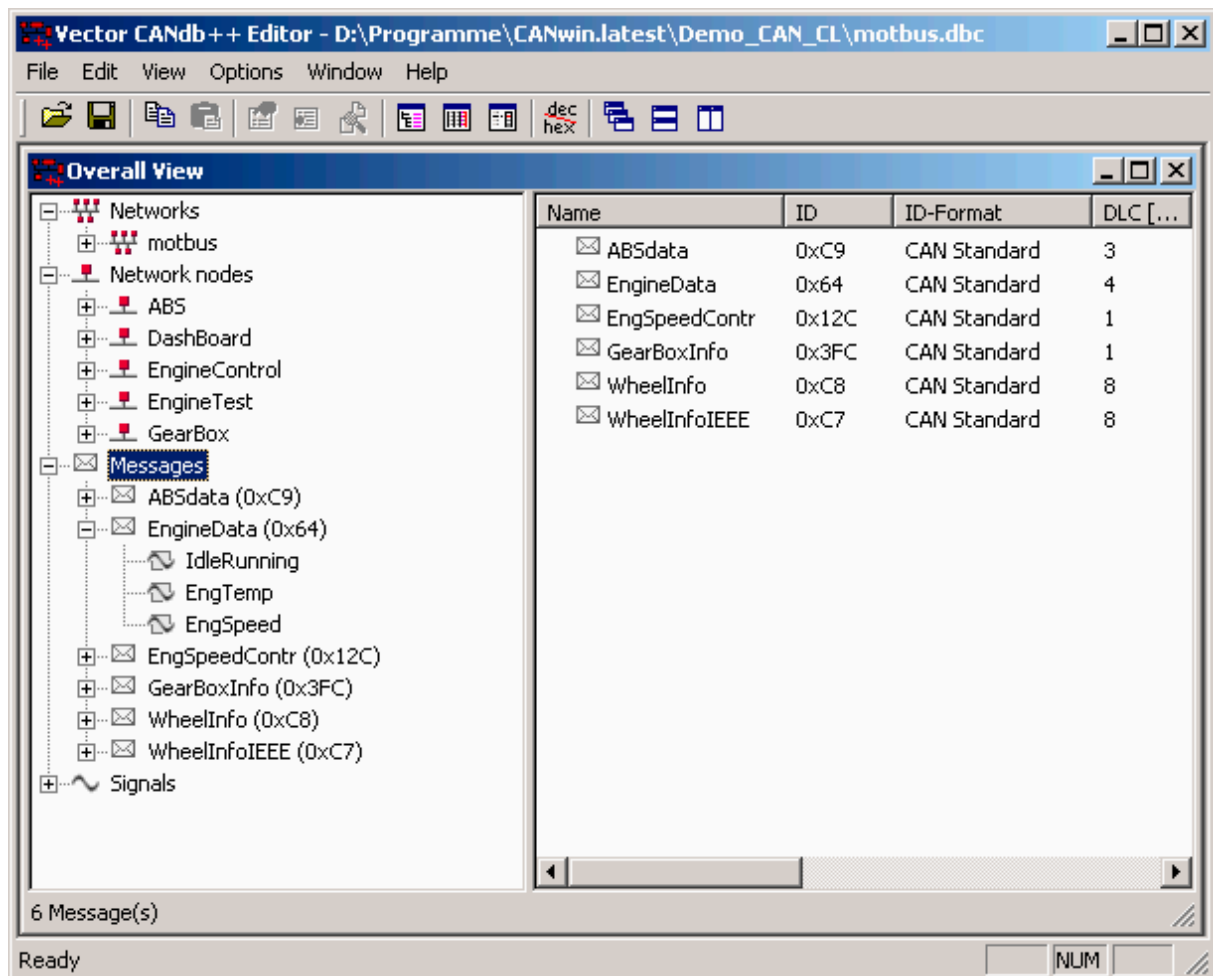 Vector CANdb++ Editor - D:\Programme\CANwin.latest\Demo_CAN_CL\motbus.dbc
File Edit View Options Window Help
dec
hex
Overall View
Networks
motbus
Network nodes
ABS
DashBoard
EngineControl
EngineTest
GearBox
Messages
ABSdata (0xC9)
EngineData (0x64)
IdleRunning
EngTemp
EngSpeed
EngSpeedContr (0x12C)
GearBoxInfo (0x3FC)
WheelInfo (0xC8)
WheelInfoIEEE (0xC7)
Signals
Name ID ID-Format DLC [...
ABSdata 0xC9 CAN Standard 3
EngineData 0x64 CAN Standard 4
EngSpeedContr 0x12C CAN Standard 1
GearBoxInfo 0x3FC CAN Standard 1
WheelInfo 0xC8 CAN Standard 8
WheelInfoIEEE 0xC7 CAN Standard 8
6 Message(s)
Ready NUM